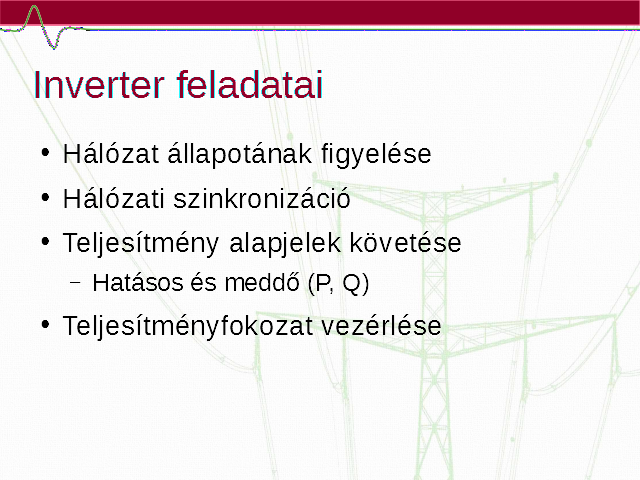 Inverter feladatai
• Hálózat állapotának figyelése
• Hálózati szinkronizáció
• Teljesítmény alapjelek követése
– Hatásos és meddő (P, Q)
• Teljesítményfokozat vezérlése